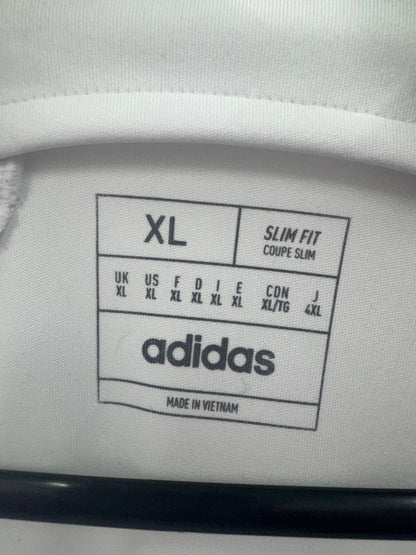 XL
SLIM FIT
COUPE SLIM
UK US F D I E CDN J
XL XL XL XL XL XL XL/TG 4XL
adidas
MADE IN VIETNAM